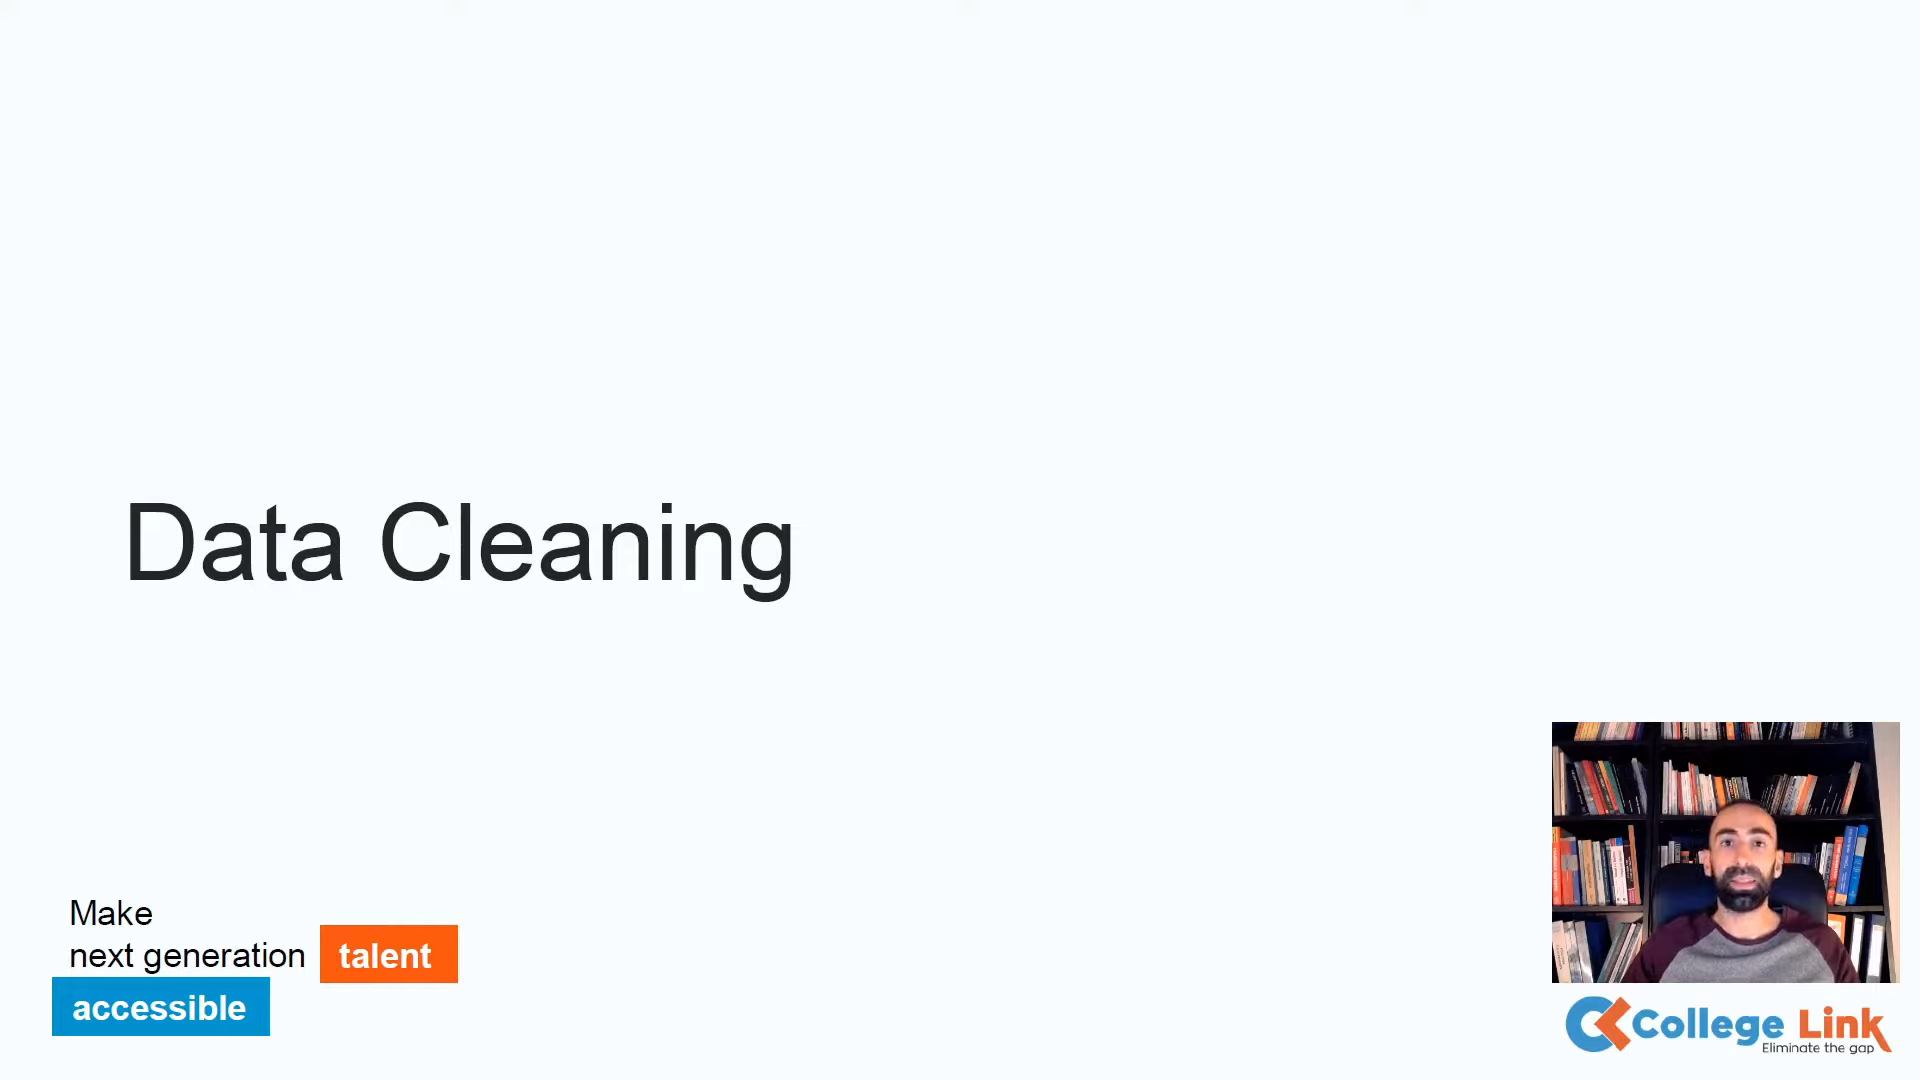 Data Cleaning
Make
next generation talent
accessible
College Link
Eliminate the gap